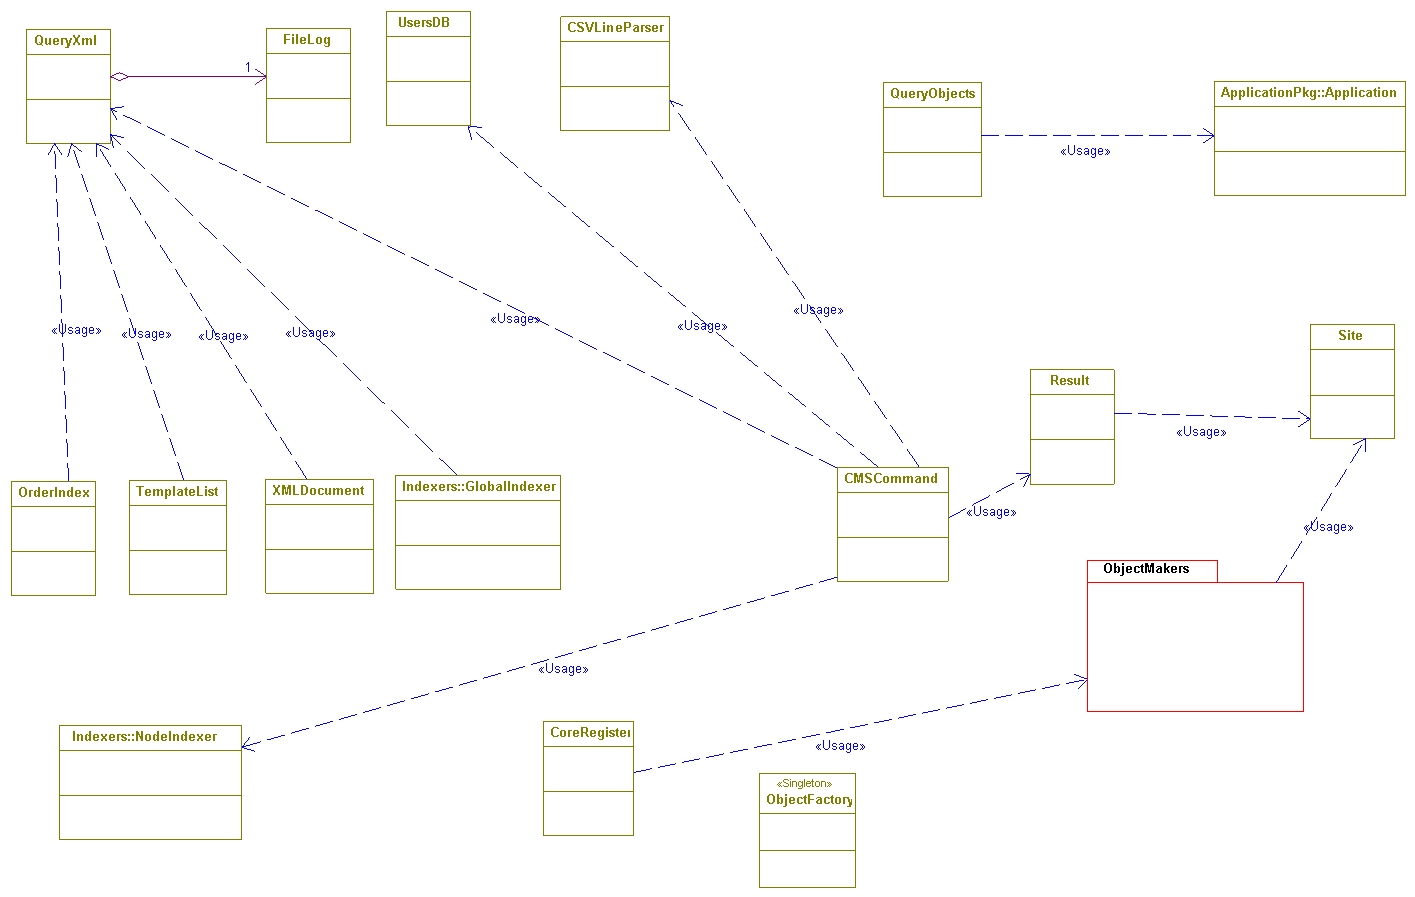 QueryXml
1
FileLog
UsersDB
CSVLineParser
QueryObjects
«Usage»
ApplicationPkg::Application
«Usage»
«Usage»
«Usage»
«Usage»
«Usage»
«Usage»
«Usage»
Site
Result
«Usage»
OrderIndex
TemplateList
XMLDocument
Indexers::GlobalIndexer
CMSCommand
«Usage»
«Usage»
ObjectMakers
«Usage»
Indexers::NodeIndexer
CoreRegister
«Usage»
«Singleton»
ObjectFactory